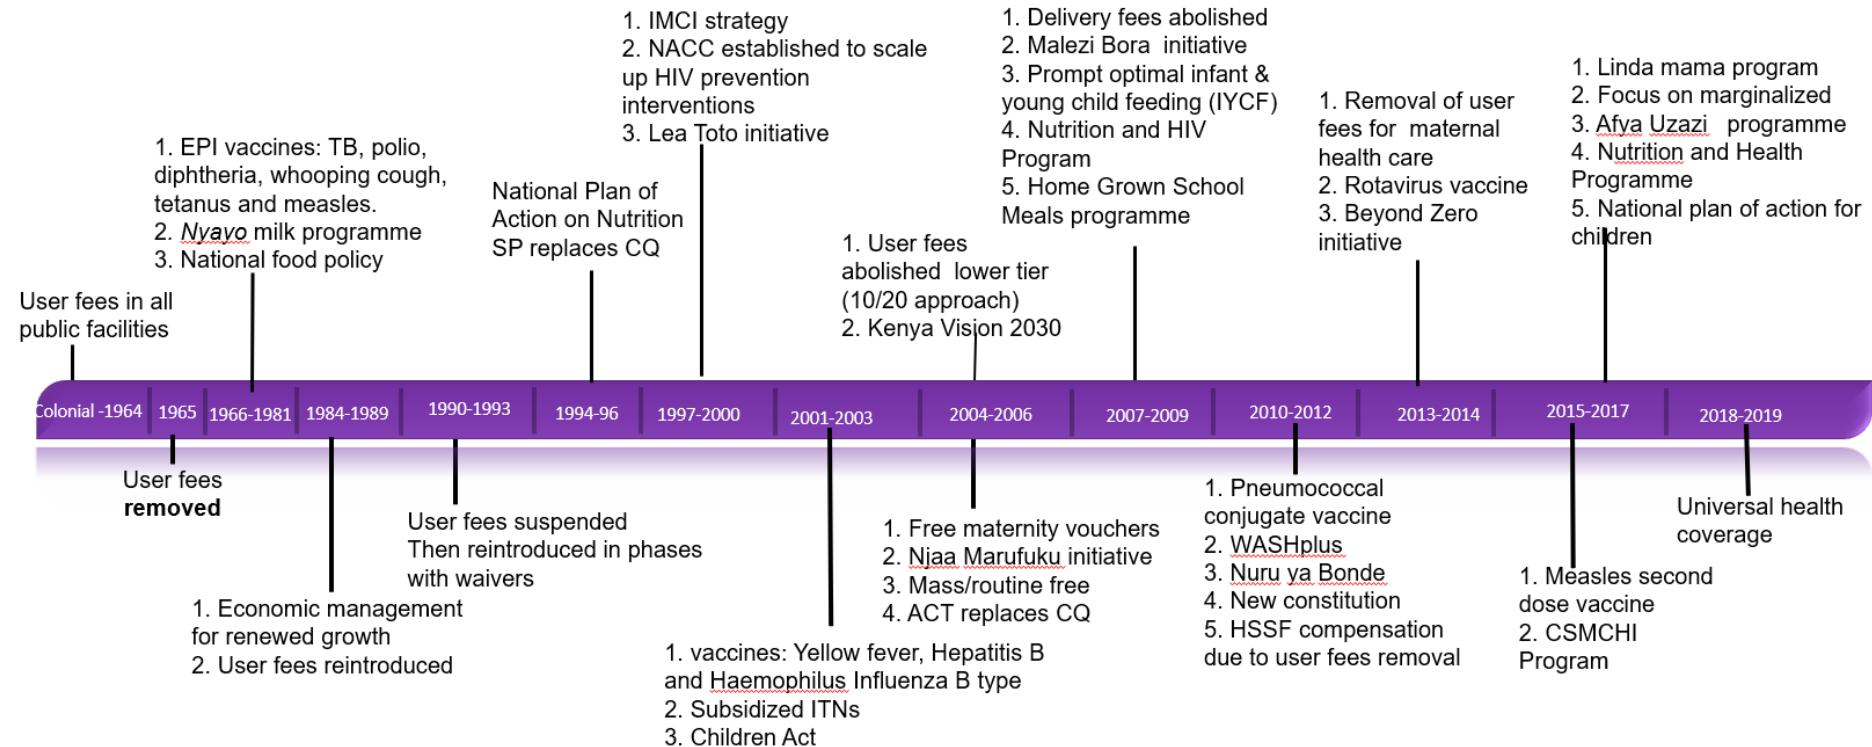 1. IMCI strategy
2. NACC established to scale
up HIV prevention
interventions
3. Lea Toto initiative
1. Delivery fees abolished
2. Malezi Bora initiative
3. Prompt optimal infant &
young child feeding (IYCF)
4. Nutrition and HIV
Program
5. Home Grown School
Meals programme
1. Linda mama program
2. Focus on marginalized
3. Afya Uzazi programme
4. Nutrition and Health
Programme
5. National plan of action for
children
1. Removal of user
fees for maternal
health care
2. Rotavirus vaccine
3. Beyond Zero
initiative
1. EPI vaccines: TB, polio,
diphtheria, whooping cough,
tetanus and measles.
2. Nyayo milk programme
3. National food policy
National Plan of
Action on Nutrition
SP replaces CQ
1. User fees
abolished lower tier
(10/20 approach)
2. Kenya Vision 2030
User fees in all
public facilities
Colonial -1964
1965
1966-1981
1984-1989
1990-1993
1994-96
1997-2000
2001-2003
2004-2006
2007-2009
2010-2012
2013-2014
2015-2017
2018-2019
User fees
removed
1. Economic management
for renewed growth
2. User fees reintroduced
User fees suspended
Then reintroduced in phases
with waivers
1. vaccines: Yellow fever, Hepatitis B
and Haemophilus Influenza B type
2. Subsidized ITNs
3. Children Act
1. Free maternity vouchers
2. Njaa Marufuku initiative
3. Mass/routine free
4. ACT replaces CQ
1. Pneumococcal
conjugate vaccine
2. WASHplus
3. Nuru ya Bonde
4. New constitution
5. HSSF compensation
due to user fees removal
1. Measles second
dose vaccine
2. CSMCHI
Program
Universal health
coverage